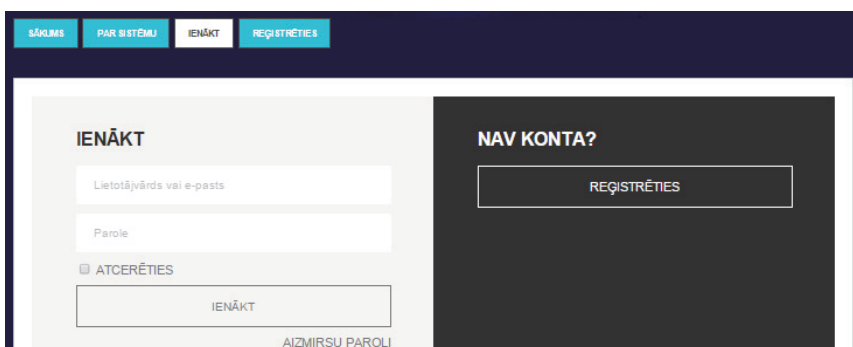 SĀKUMS PAR SISTĒMU IENĀKT REĢISTRĒTIES
IENĀKT
Lietotājvārds vai e-pasts
Parole
ATCERĒTIES
IENĀKT
AIZMIRSU PAROLI
NAV KONTA?
REĢISTRĒTIES